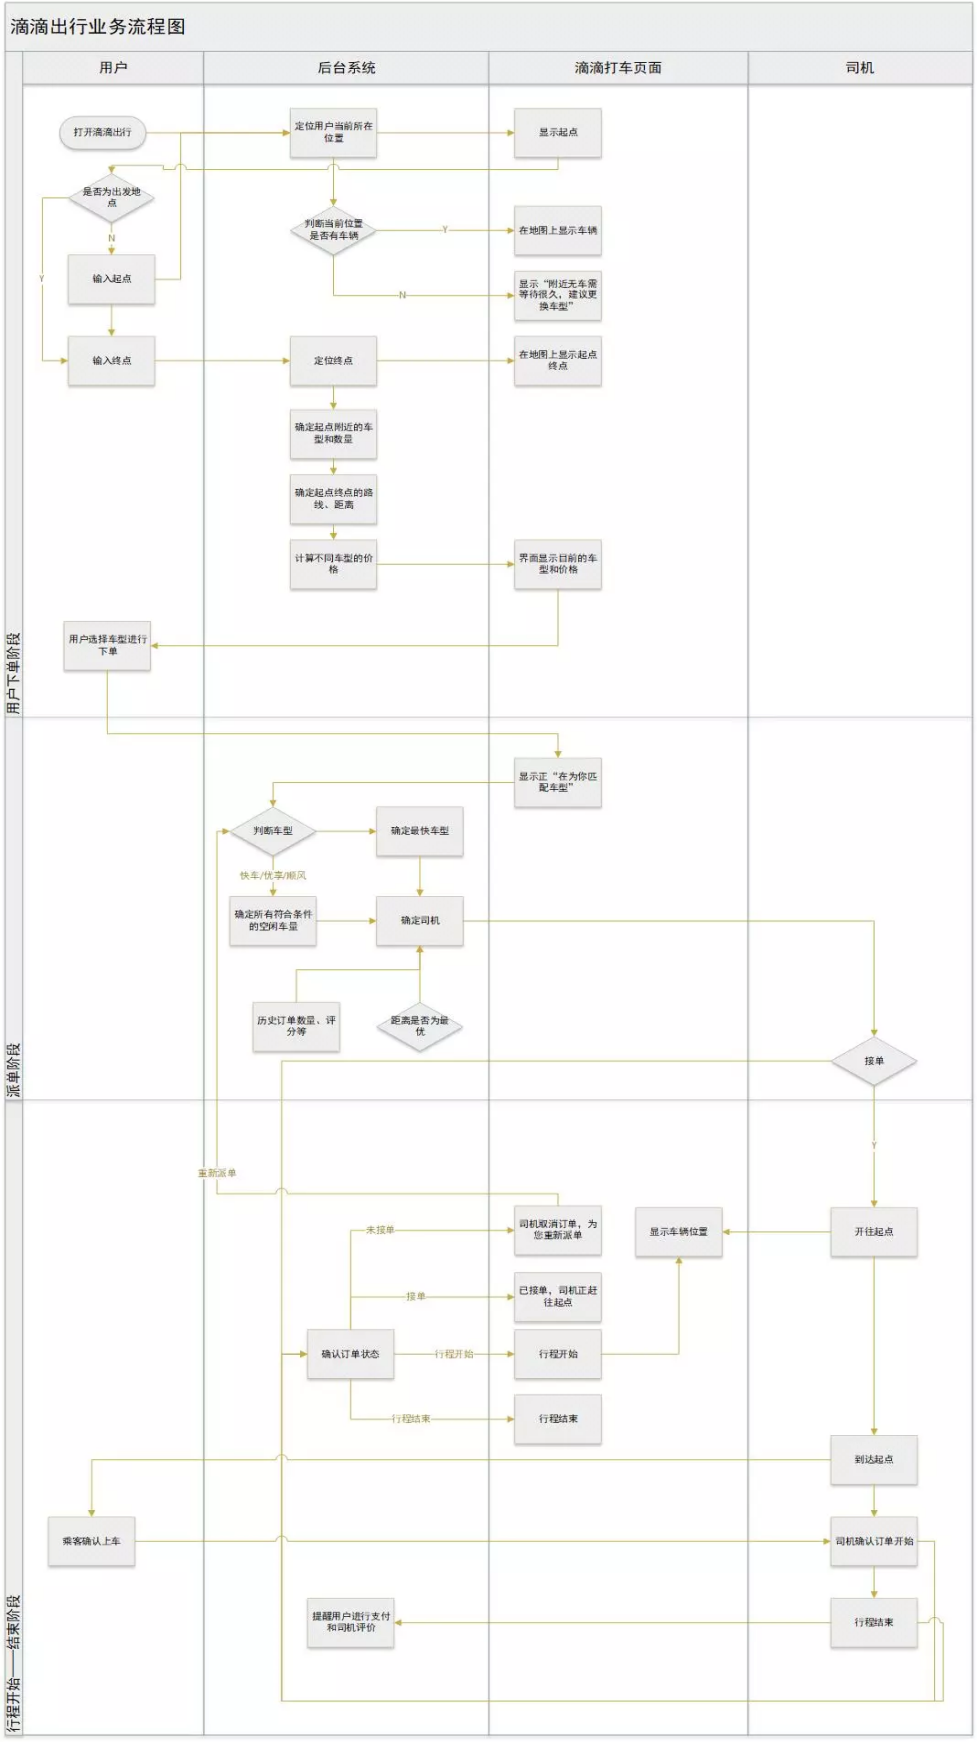 滴滴出行业务流程图
用户
后台系统
滴滴打车页面
司机
用户下单阶段
打开滴滴出行
定位用户当前所在
位置
显示起点
是否为出发地
点
N
Y
输入起点
判断当前位置
是否有车辆
Y
在地图上显示车辆
N
显示“附近无车需
等待很久，建议更
换车型”
输入终点
定位终点
在地图上显示起点
终点
确定起点附近的车
型和数量
确定起点终点的路
线、距离
计算不同车型的价
格
界面显示目前的车
型和价格
用户选择车型进行
下单
派单阶段
显示正“在为你匹
配车型”
判断车型
确定最快车型
快车/优享/顺风
确定所有符合条件
的空闲车量
确定司机
历史订单数量、评
分等
距离是否为最
优
接单
Y
行程开始——结束阶段
重新派单
未接单
司机取消订单，为
您重新派单
显示车辆位置
开往起点
接单
已接单，司机正赶
往起点
确认订单状态
行程开始
行程开始
行程结束
行程结束
到达起点
乘客确认上车
司机确认订单开始
提醒用户进行支付
和司机评价
行程结束